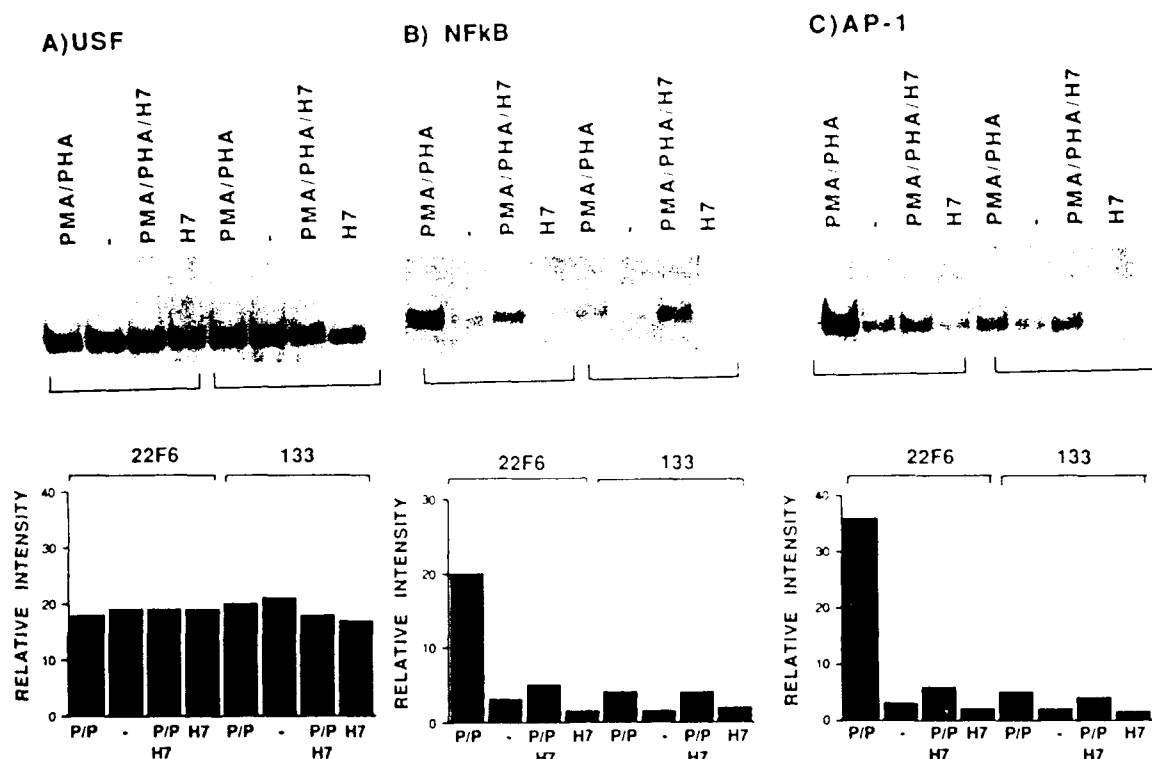 A)USF
B) NFkB
C)AP-1
PMA/PHA
-
PMA/PHA/H7
H7
PMA/PHA
-
PMA/PHA/H7
H7
PMA/PHA
-
PMA/PHA/H7
H7
PMA/PHA
-
PMA/PHA/H7
H7
PMA/PHA
-
PMA/PHA/H7
H7
PMA/PHA
-
PMA/PHA/H7
H7
22F6 133
RELATIVE INTENSITY
40
30
20
10
0
P/P - P/P H7 P/P - P/P H7
H7 H7
22F6 133
RELATIVE INTENSITY
30
20
10
0
P/P - P/P H7 P/P - P/P H7
H7 H7
22F6 133
RELATIVE INTENSITY
40
30
20
10
0
P/P - P/P H7 P/P - P/P H7
H7 H7